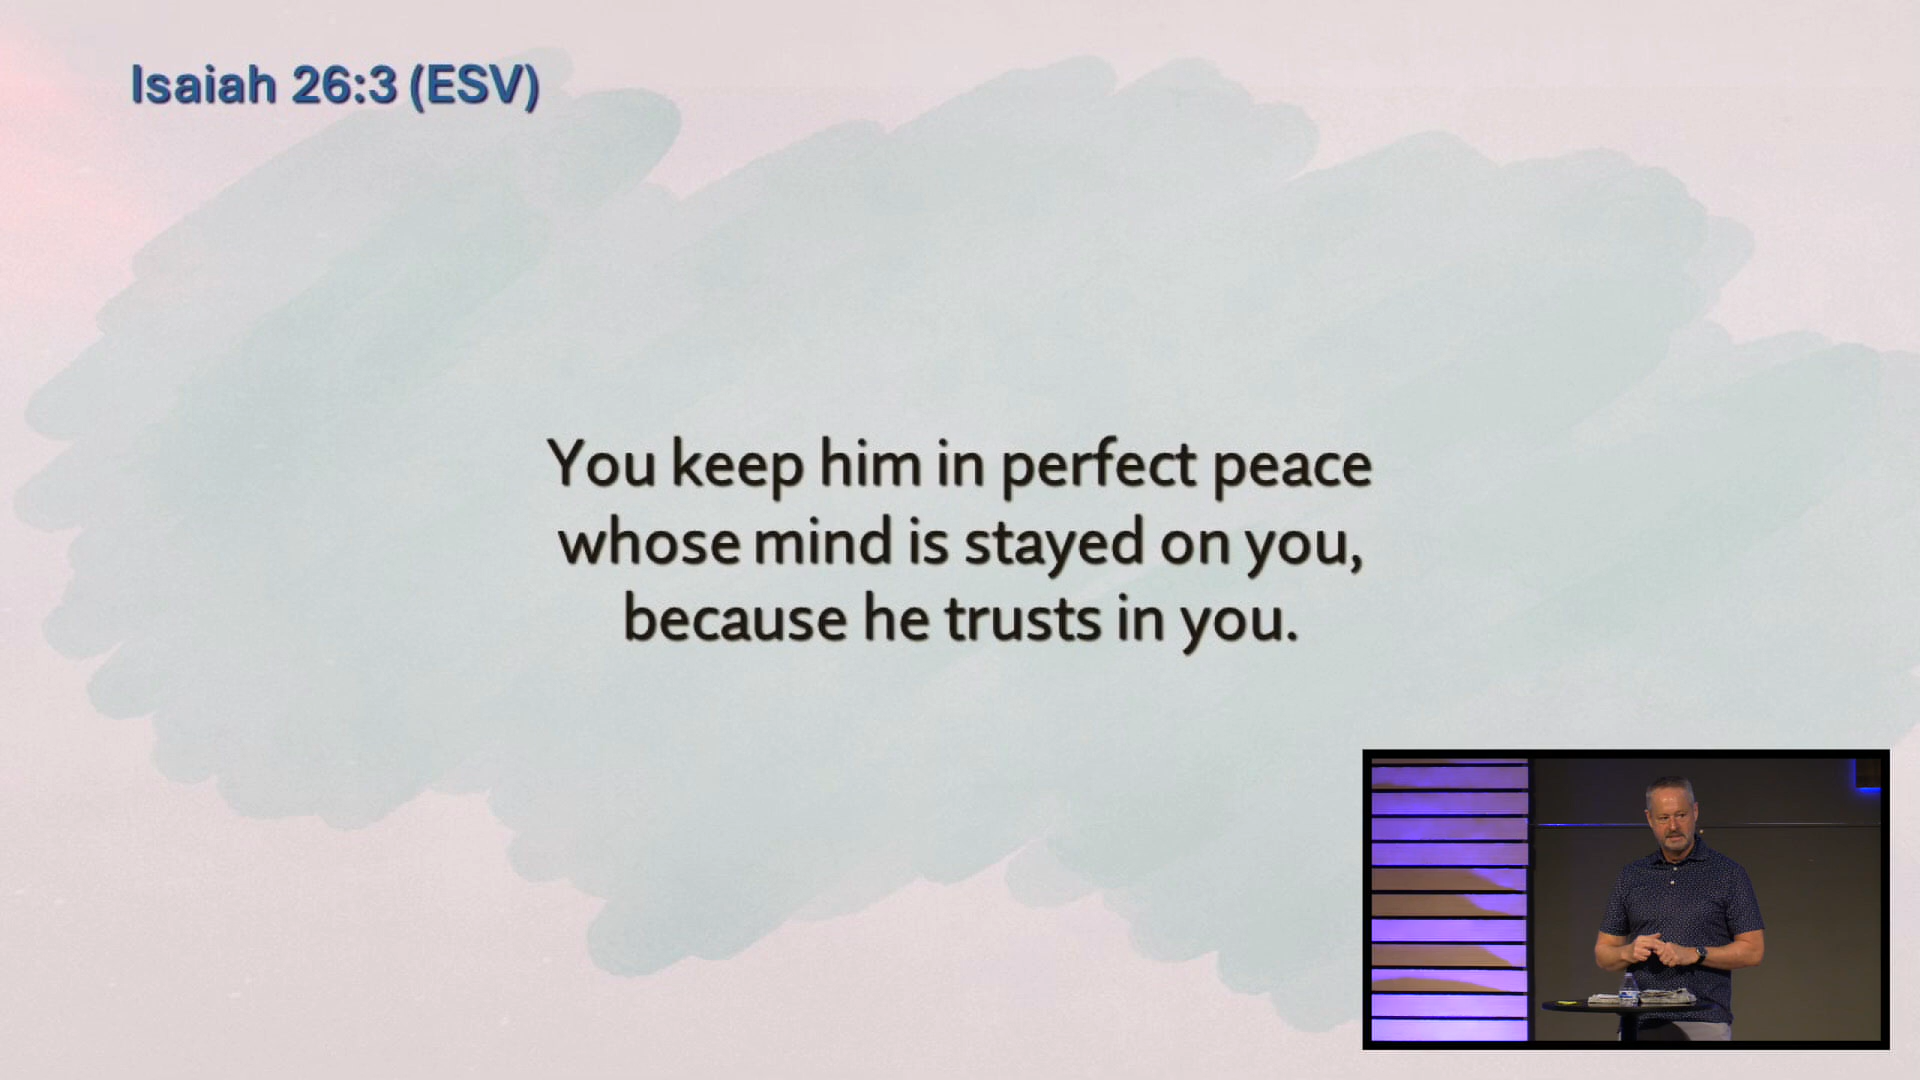 Isaiah 26:3 (ESV)
You keep him in perfect peace
whose mind is stayed on you,
because he trusts in you.